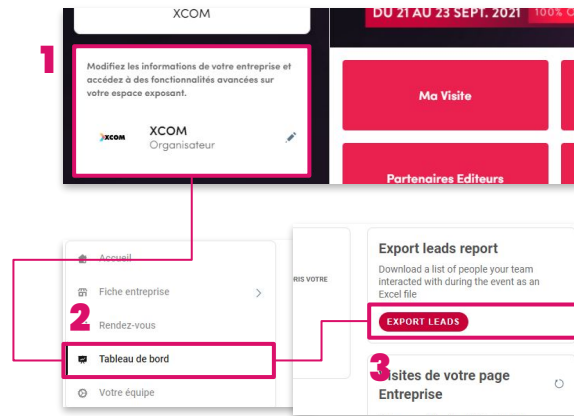 XCOM
DU 21 AU 23 SEPT. 2021 100%
1
Modifiez les informations de votre entreprise et
accédez à des fonctionnalités avancées sur
votre espace exposant.
XCOM
XCOM
Organisateur
Ma Visite
Partenaires Editeurs
Accueil
Fiche entreprise
2
Rendez-vous
Tableau de bord
Votre équipe
RIS VOTRE
Export leads report
Download a list of people your team
interacted with during the event as an
Excel file
EXPORT LEADS
3
Visites de votre page
Entreprise